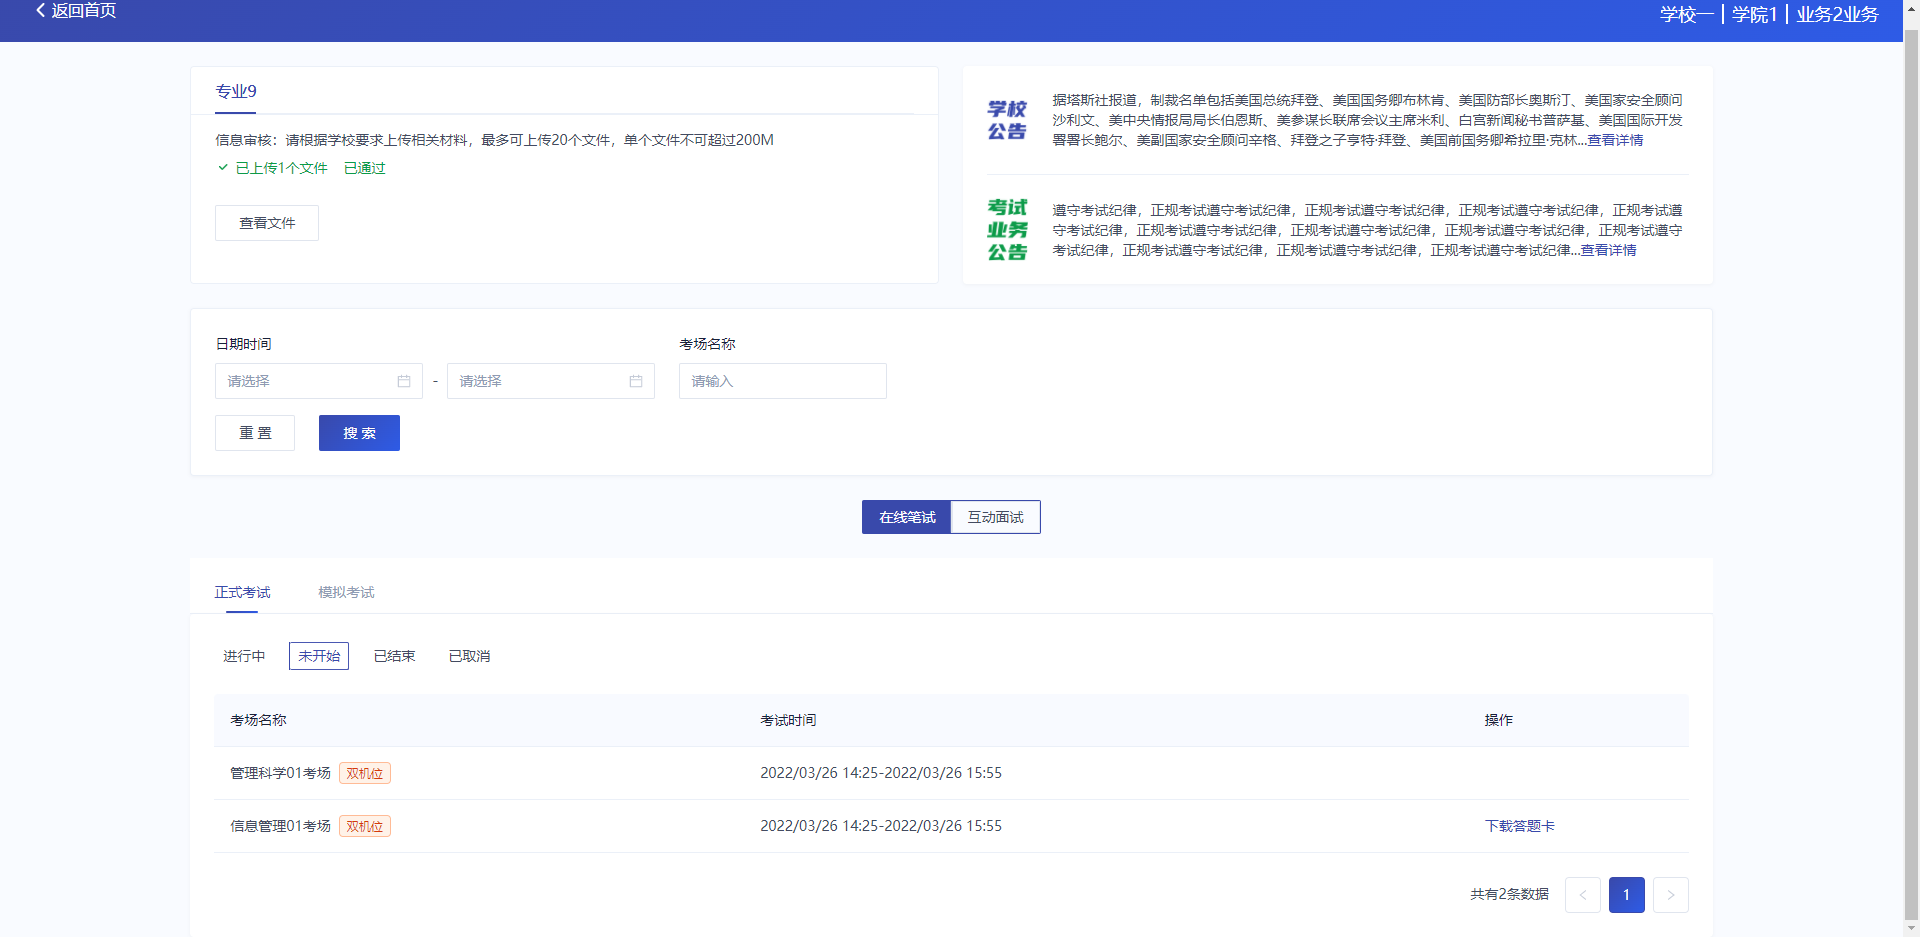 返回首页
学校一 | 学院1 | 业务2业务
专业9
信息审核：请根据学校要求上传相关材料，最多可上传20个文件，单个文件不可超过200M
已上传1个文件 已通过
查看文件
学校
公告
据塔斯社报道，制裁名单包括美国总统拜登、美国国务卿布林肯、美国防部长奥斯汀、美国家安全顾问
沙利文、美中央情报局局长伯恩斯、美参谋长联席会议主席米利、白宫新闻秘书普萨基、美国国际开发
署署长鲍尔、美副国家安全顾问辛格、拜登之子亨特·拜登、美国前国务卿希拉里·克林...查看详情
考试
业务
公告
遵守考试纪律，正规考试遵守考试纪律，正规考试遵守考试纪律，正规考试遵守考试纪律，正规考试遵
守考试纪律，正规考试遵守考试纪律，正规考试遵守考试纪律，正规考试遵守考试纪律，正规考试遵守
考试纪律，正规考试遵守考试纪律，正规考试遵守考试纪律，正规考试遵守考试纪律...查看详情
日期时间 考场名称
请选择 - 请选择 请输入
重 置 搜 索
在线笔试 互动面试
正式考试 模拟考试
进行中 未开始 已结束 已取消
考场名称 考试时间 操作
管理科学01考场 双机位 2022/03/26 14:25-2022/03/26 15:55
信息管理01考场 双机位 2022/03/26 14:25-2022/03/26 15:55 下载答题卡
共有2条数据 < 1 >